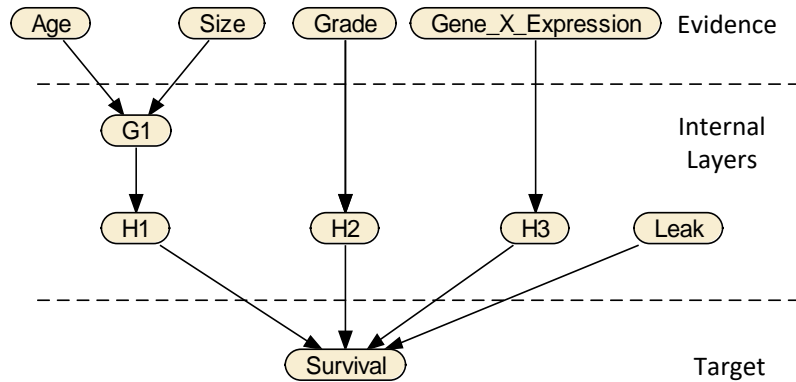 Age Size Grade Gene_X_Expression Evidence
G1
Internal
Layers
H1 H2 H3 Leak
Survival
Target